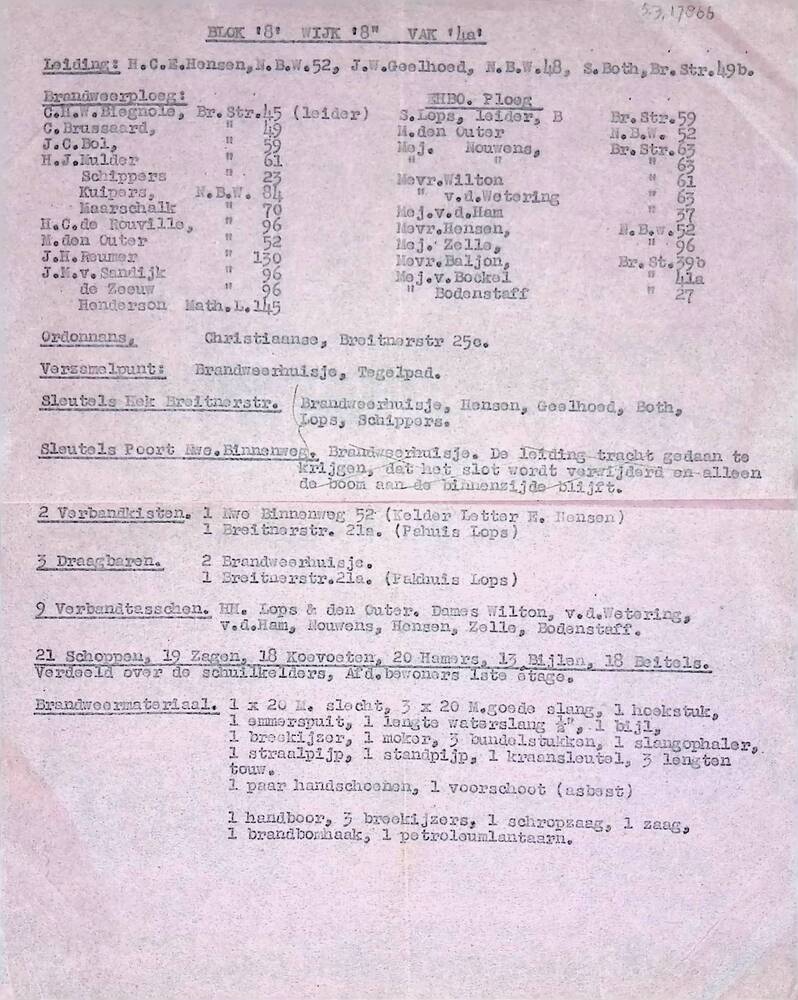 53.17866
BLOK '8' WIJK '8" VAK '4a'
Leiding: H.C.E.Hensen, N.B.W.52, J.W.Geelhoed, N.B.W.48, S.Both, Br.Str.49b.
Brandweerploeg:
C.H.W.Biegnole, Br.Str.45 (leider)
C.Brussaard, " 49
J.C.Bol, " 59
H.J.Mulder " 61
Schippers " 23
Kuipers, N.B.W. 84
Maarschalk " 70
H.C.de Rouville, " 96
M.den Outer " 52
J.H.Reumer " 130
J.M.v.Sandijk " 96
de Zeeuw " 96
Henderson Math.L.145
EHBO. Ploeg
S.Lops, leider, B Br.Str.59
M.den Outer N.B.W. 52
Mej. Nouwens, Br.Str.63
" " " 63
Mevr.Wilton " 61
" v.d.Wetering " 63
Mej.v.d.Ham " 37
Mevr.Hensen, N.B.w.52
Mej. Zelle, " 96
Mevr.Baljon, Br.St.39b
Mej.v.Bockel " 41a
" Bodenstaff " 27
Ordonnans, Christiaanse, Breitnerstr 25c.
Verzamelpunt: Brandweerhuisje, Tegelpad.
Sleutels Hek Breitnerstr. Brandweerhuisje, Hensen, Geelhoed, Both,
Lops, Schippers.
Sleutels Poort Nwe.Binnenweg. Brandweerhuisje. De leiding tracht gedaan te
krijgen, dat het slot wordt verwijderd en alleen
de boom aan de binnenzijde blijft.
2 Verbandkisten. 1 Nwe Binnenweg 52 (Kelder Letter E. Hensen)
1 Breitnerstr. 21a. (Pahuis Lops)
3 Draagbaren. 2 Brandweerhuisje.
1 Breitnerstr.21a. (Pakhuis Lops)
9 Verbandtasschen. HH. Lops & den Outer. Dames Wilton, v.d.Wetering,
v.d.Ham, Nouwens, Hensen, Zelle, Bodenstaff.
21 Schoppen, 19 Zagen, 18 Koevoeten, 20 Hamers, 13 Bijlen, 18 Beitels.
Verdeeld over de schuilkelders, Afd.bewoners 1ste etage.
Brandweermateriaal. 1 x 20 M. slecht, 3 x 20 M.goede slang, 1 hoekstuk,
1 emmerspuit, 1 lengte waterslang ½", 1 bijl,
1 breekijzer, 1 moker, 3 bundelstukken, 1 slangophaler,
1 straalpijp, 1 standpijp, 1 kraansleutel, 3 lengten
touw.
1 paar handschoenen, 1 voorschoot (asbest)
1 handboor, 3 breekijzers, 1 schropzaag, 1 zaag,
1 brandbomhaak, 1 petroleumlantaarn.